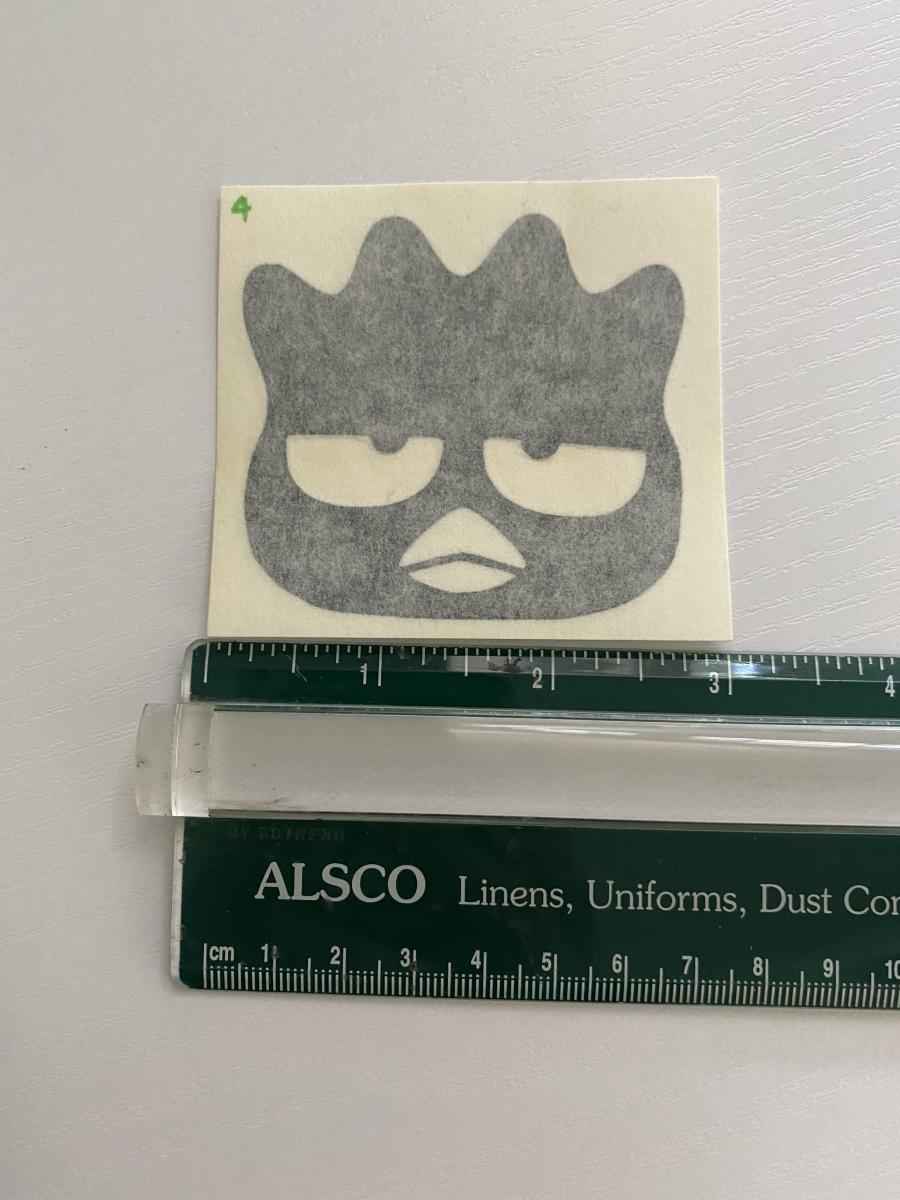 4
1 2 3 4
ALSCO Linens, Uniforms, Dust Con
cm 1 2 3 4 5 6 7 8 9 10